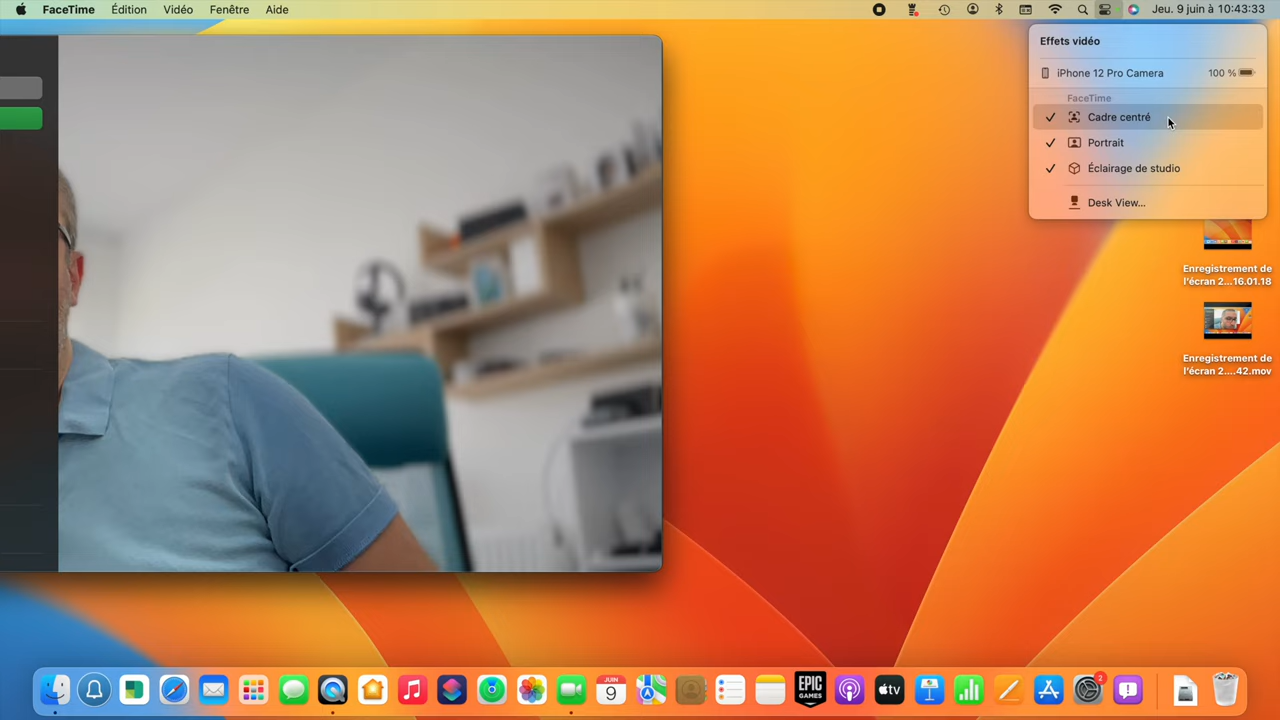 FaceTime Édition Vidéo Fenêtre Aide Jeu. 9 juin à 10:43:33
Effets vidéo
iPhone 12 Pro Camera 100 %
FaceTime
Cadre centré
Portrait
Éclairage de studio
Desk View...
Enregistrement de
l'écran 2...16.01.18
Enregistrement de
l'écran 2....42.mov
JUIN
9
EPIC
GAMES
tv
2